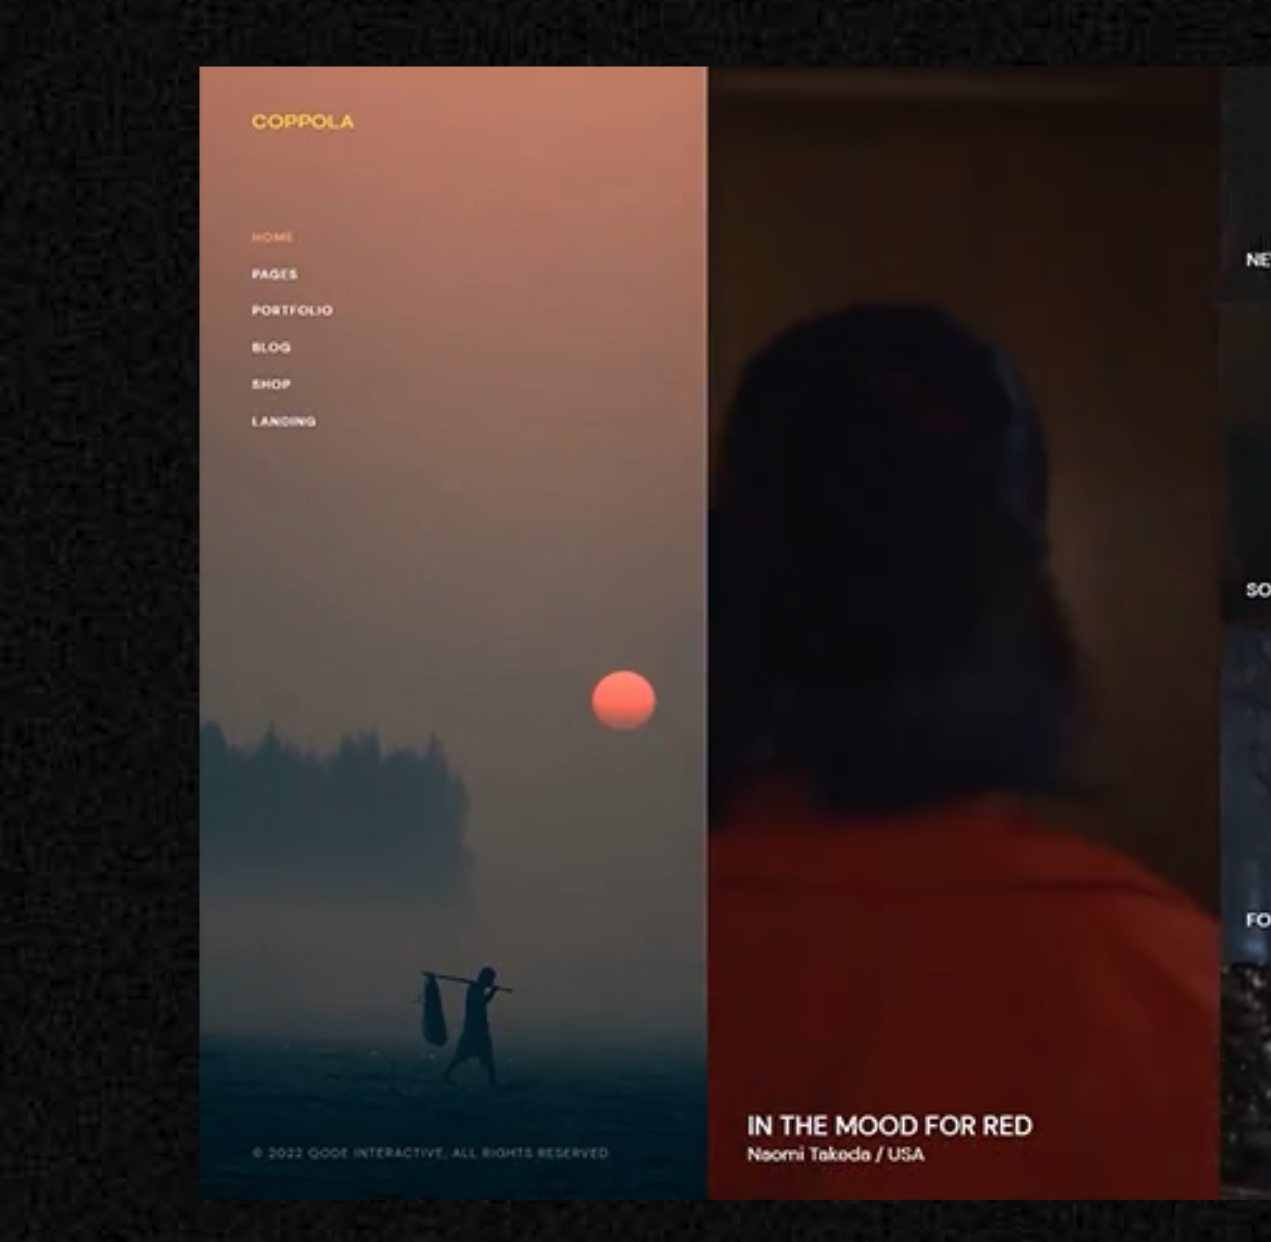 COPPOLA
HOME
PAGES
PORTFOLIO
BLOG
SHOP
LANDING
© 2022 QODE INTERACTIVE, ALL RIGHTS RESERVED
IN THE MOOD FOR RED
Naomi Takeda / USA
NE
SO
FO